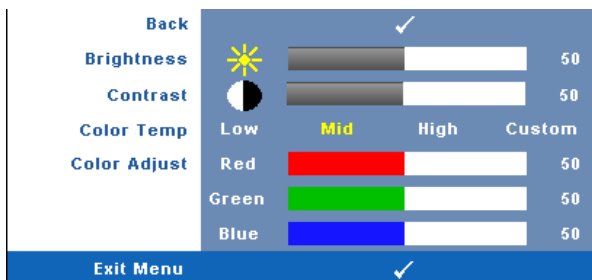 Back
Brightness 50
Contrast 50
Color Temp Low Mid High Custom
Color Adjust Red 50
Green 50
Blue 50
Exit Menu